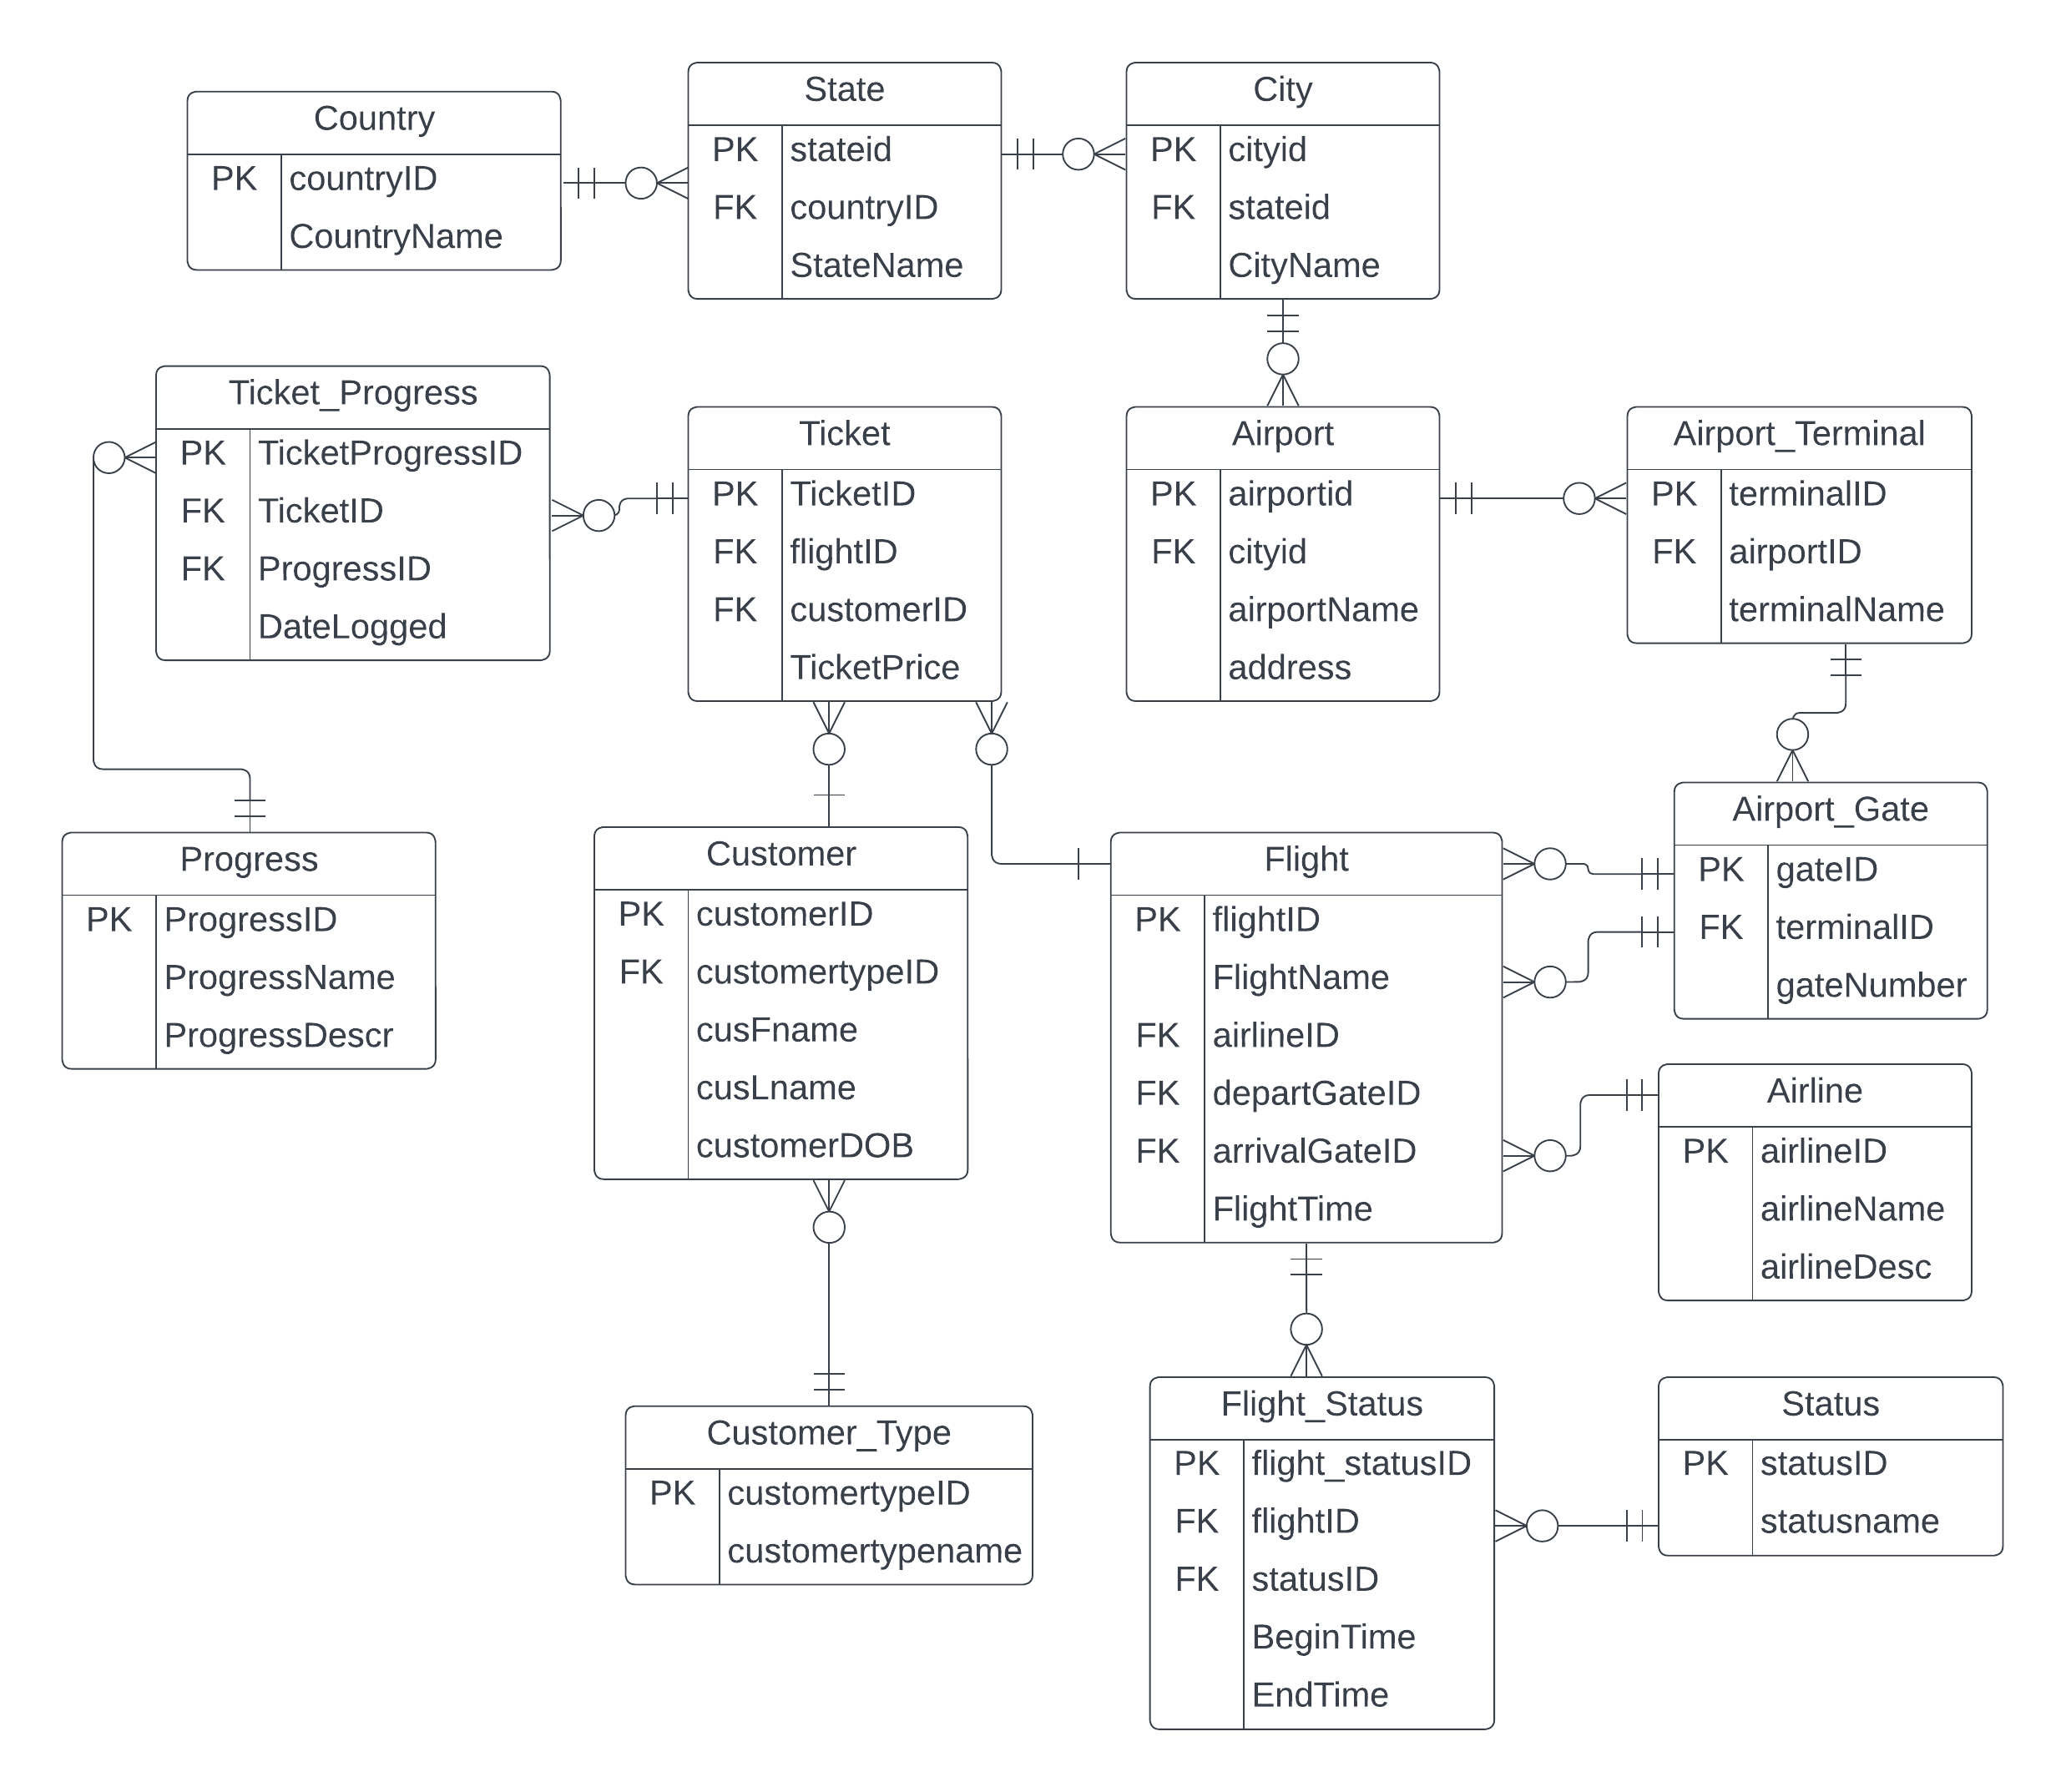 Country
PK countryID
CountryName
State
PK stateid
FK countryID
StateName
City
PK cityid
FK stateid
CityName
Ticket_Progress
PK TicketProgressID
FK TicketID
FK ProgressID
DateLogged
Ticket
PK TicketID
FK flightID
FK customerID
TicketPrice
Airport
PK airportid
FK cityid
airportName
address
Airport_Terminal
PK terminalID
FK airportID
terminalName
Progress
PK ProgressID
ProgressName
ProgressDescr
Customer
PK customerID
FK customertypeID
cusFname
cusLname
customerDOB
Flight
PK flightID
FlightName
FK airlineID
FK departGateID
FK arrivalGateID
FlightTime
Airport_Gate
PK gateID
FK terminalID
gateNumber
Airline
PK airlineID
airlineName
airlineDesc
Customer_Type
PK customertypeID
customertypename
Flight_Status
PK flight_statusID
FK flightID
FK statusID
BeginTime
EndTime
Status
PK statusID
statusname